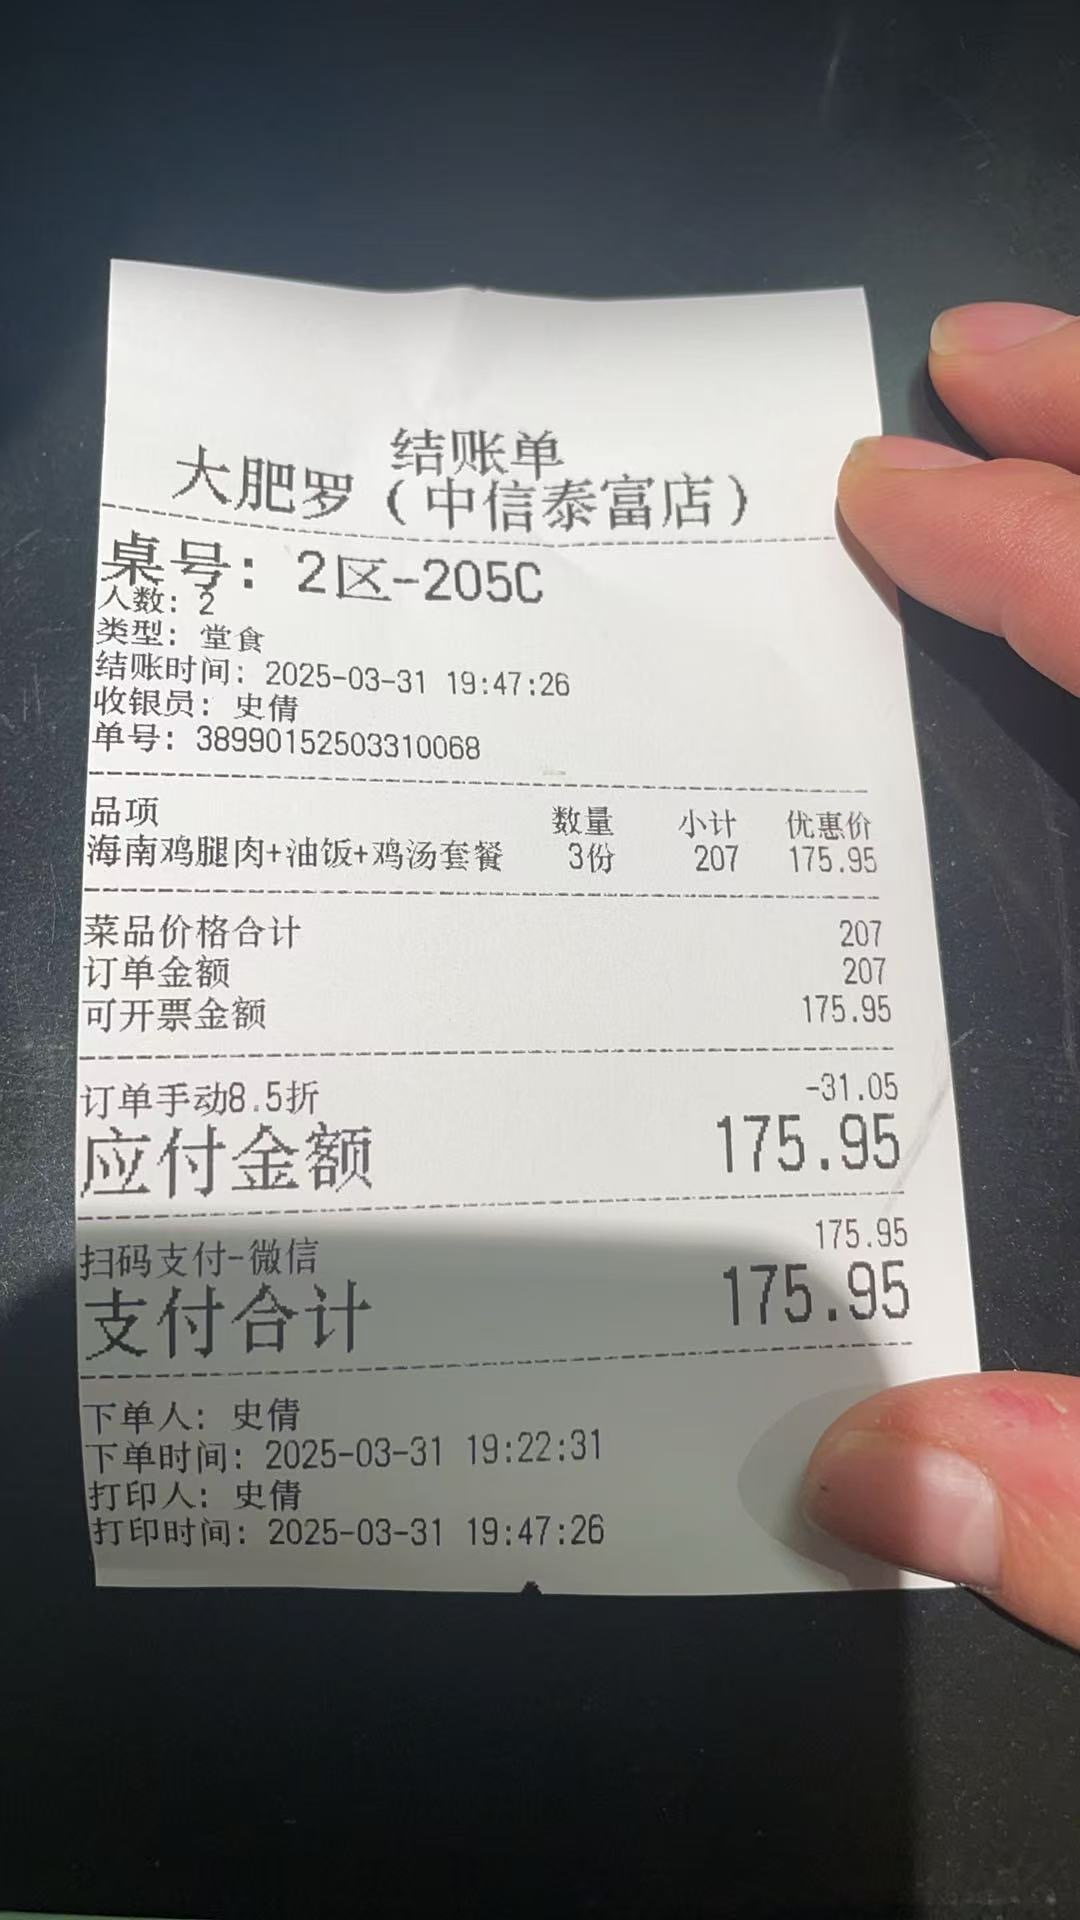 结账单
大肥罗（中信泰富店）
桌号：2区-205C
人数：2
类型：堂食
结账时间：2025-03-31 19:47:26
收银员：史倩
单号：38990152503310068
品项 数量 小计 优惠价
海南鸡腿肉+油饭+鸡汤套餐 3份 207 175.95
菜品价格合计 207
订单金额 207
可开票金额 175.95
订单手动8.5折 -31.05
应付金额 175.95
扫码支付-微信 175.95
支付合计 175.95
下单人：史倩
下单时间：2025-03-31 19:22:31
打印人：史倩
打印时间：2025-03-31 19:47:26